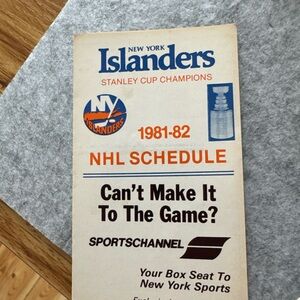 NEW YORK
Islanders
STANLEY CUP CHAMPIONS
NY
ISLANDERS
1981-82
NHL SCHEDULE
Can't Make It
To The Game?
SPORTSCHANNEL
Your Box Seat To
New York Sports